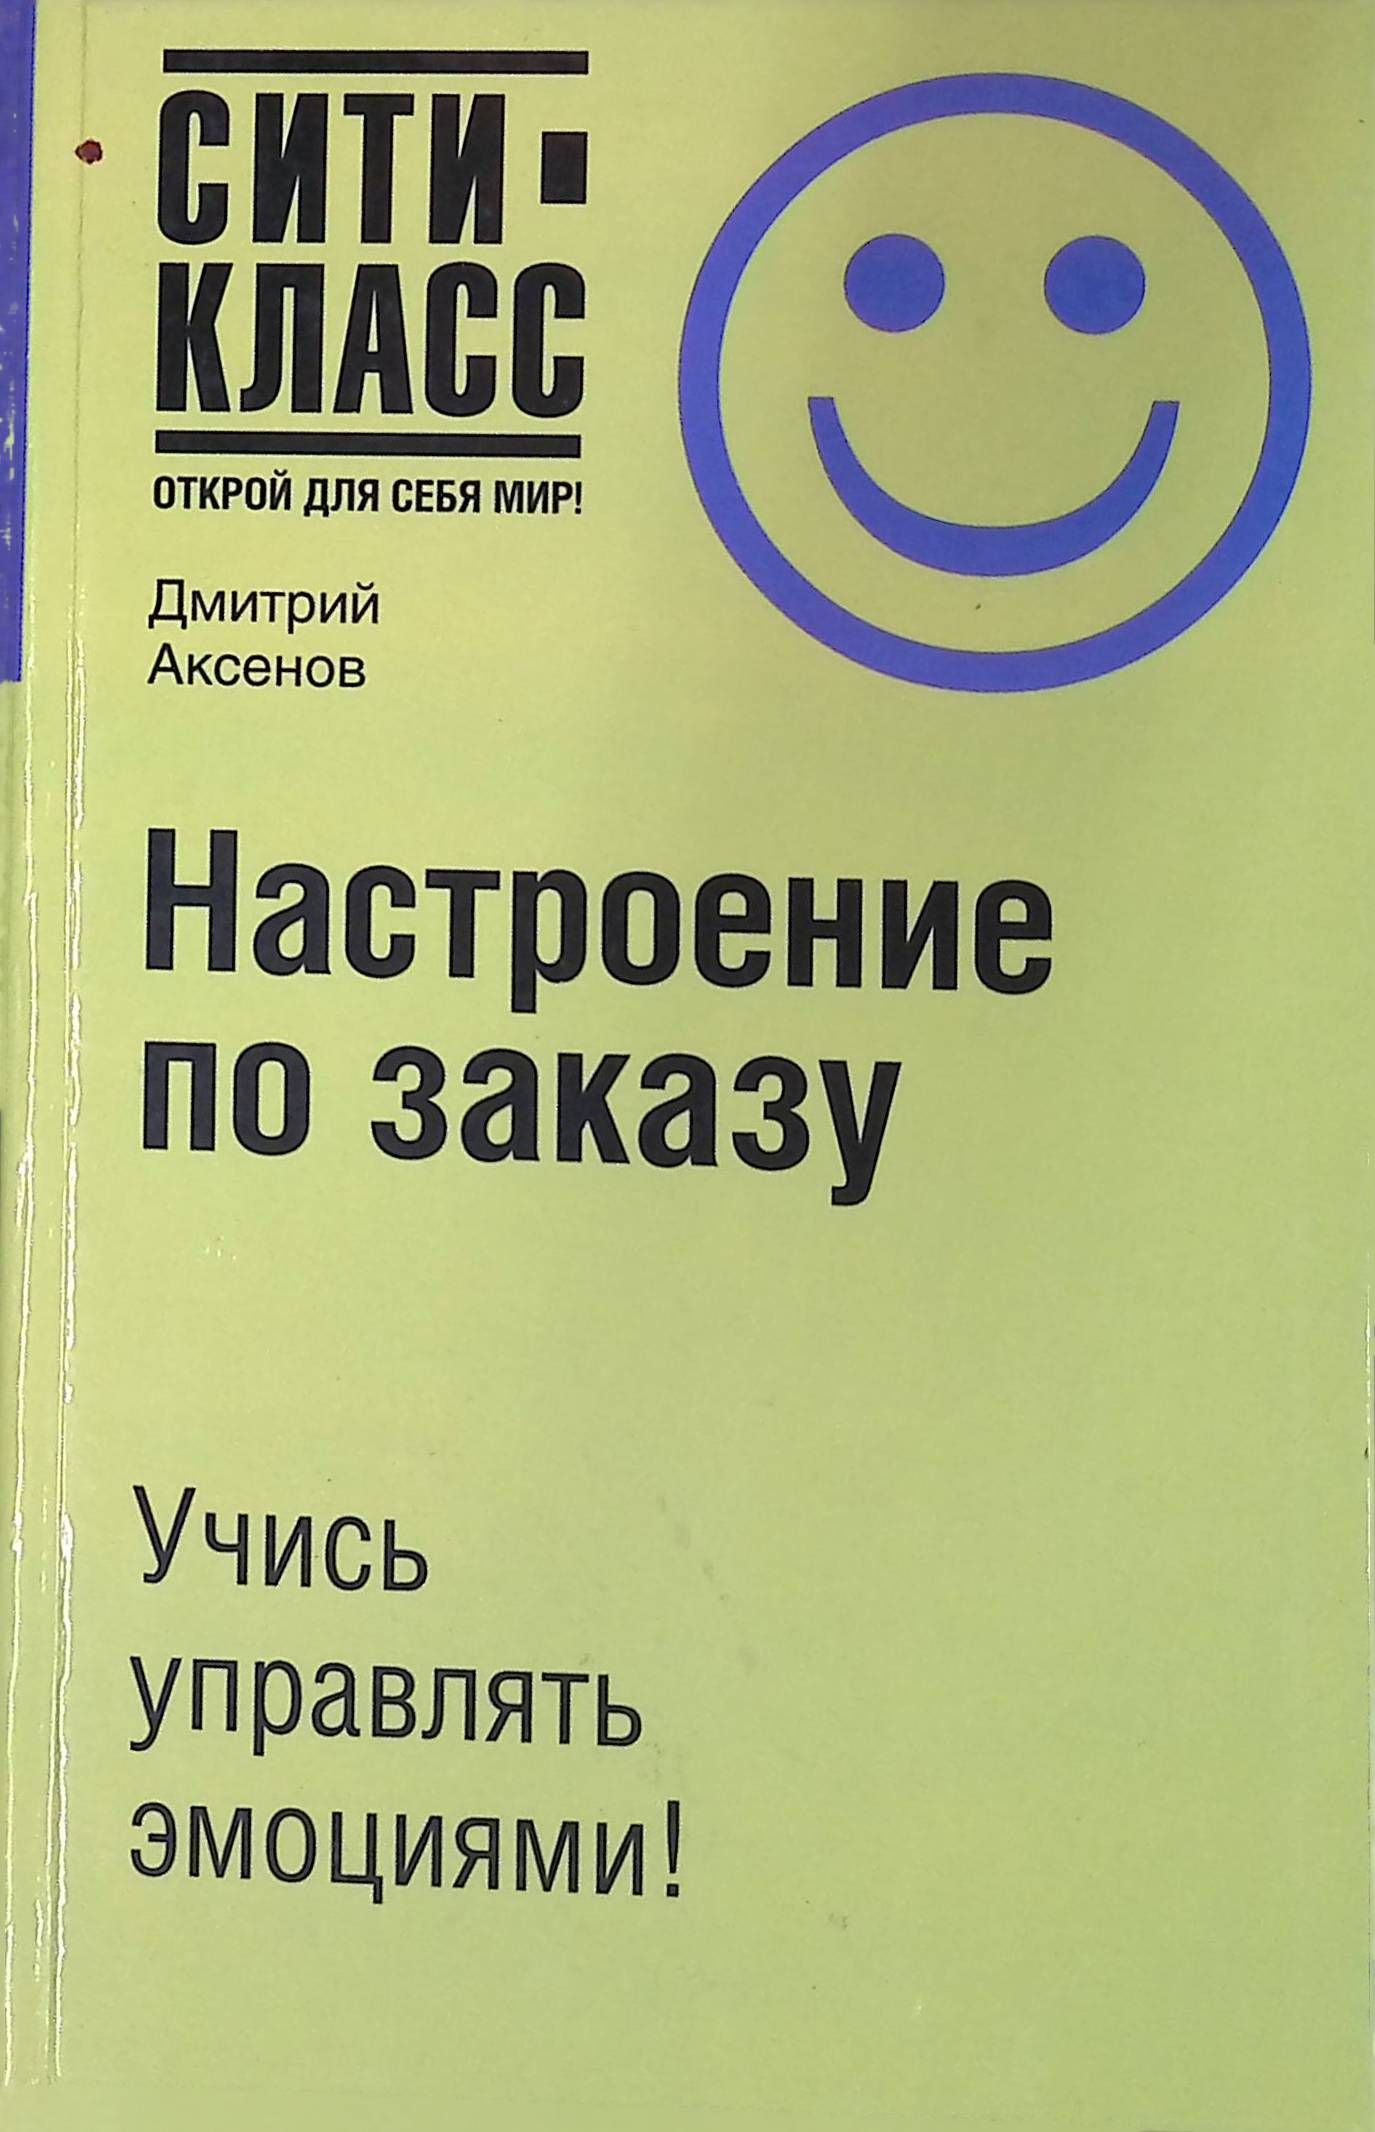 СИТИ-
КЛАСС
ОТКРОЙ ДЛЯ СЕБЯ МИР!
Дмитрий
Аксенов
Настроение
по заказу
Учись
управлять
эмоциями!